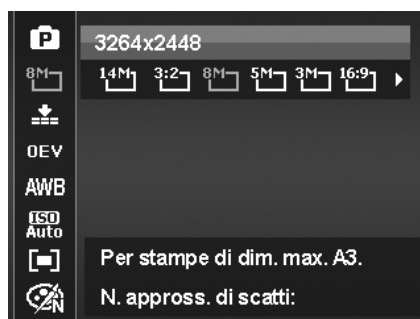 P
3264x2448
8M
14M 3:2 8M 5M 3M 16:9
0EV
AWB
ISO
Auto
Per stampe di dim. max. A3.
N
N. appross. di scatti: